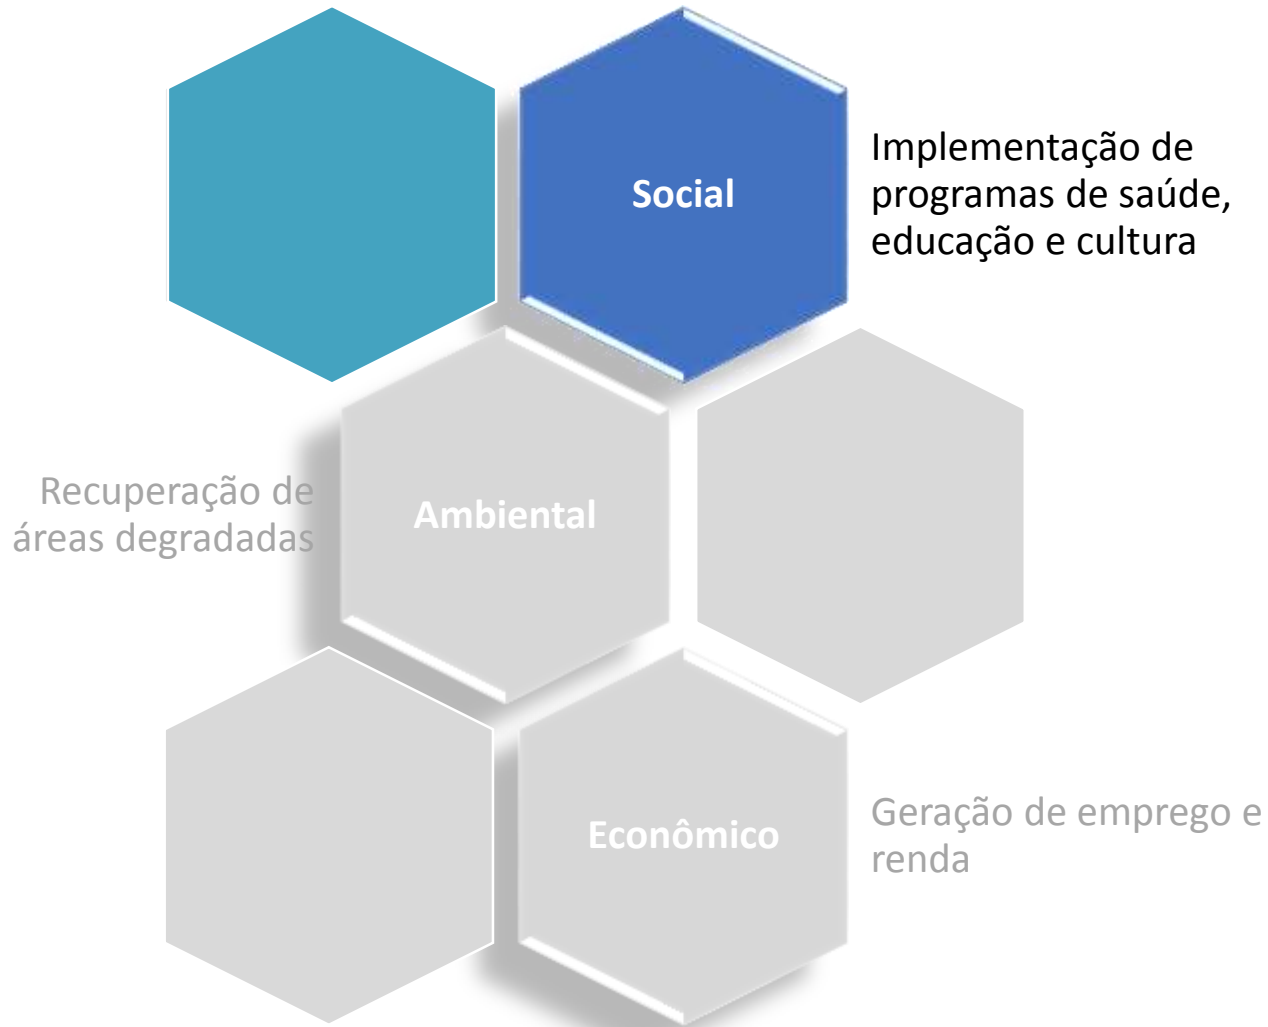 Social
Implementação de
programas de saúde,
educação e cultura
Recuperação de
áreas degradadas
Ambiental
Econômico
Geração de emprego e
renda